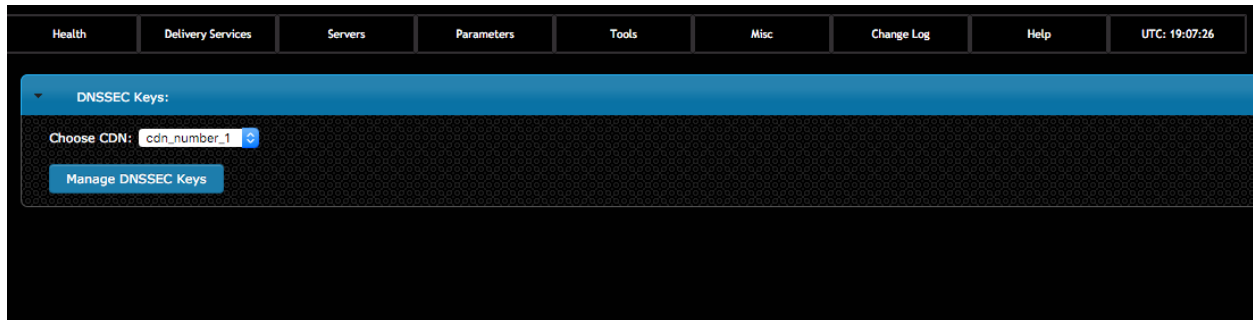 Health Delivery Services Servers Parameters Tools Misc Change Log Help UTC: 19:07:26
DNSSEC Keys:
Choose CDN: cdn_number_1
Manage DNSSEC Keys